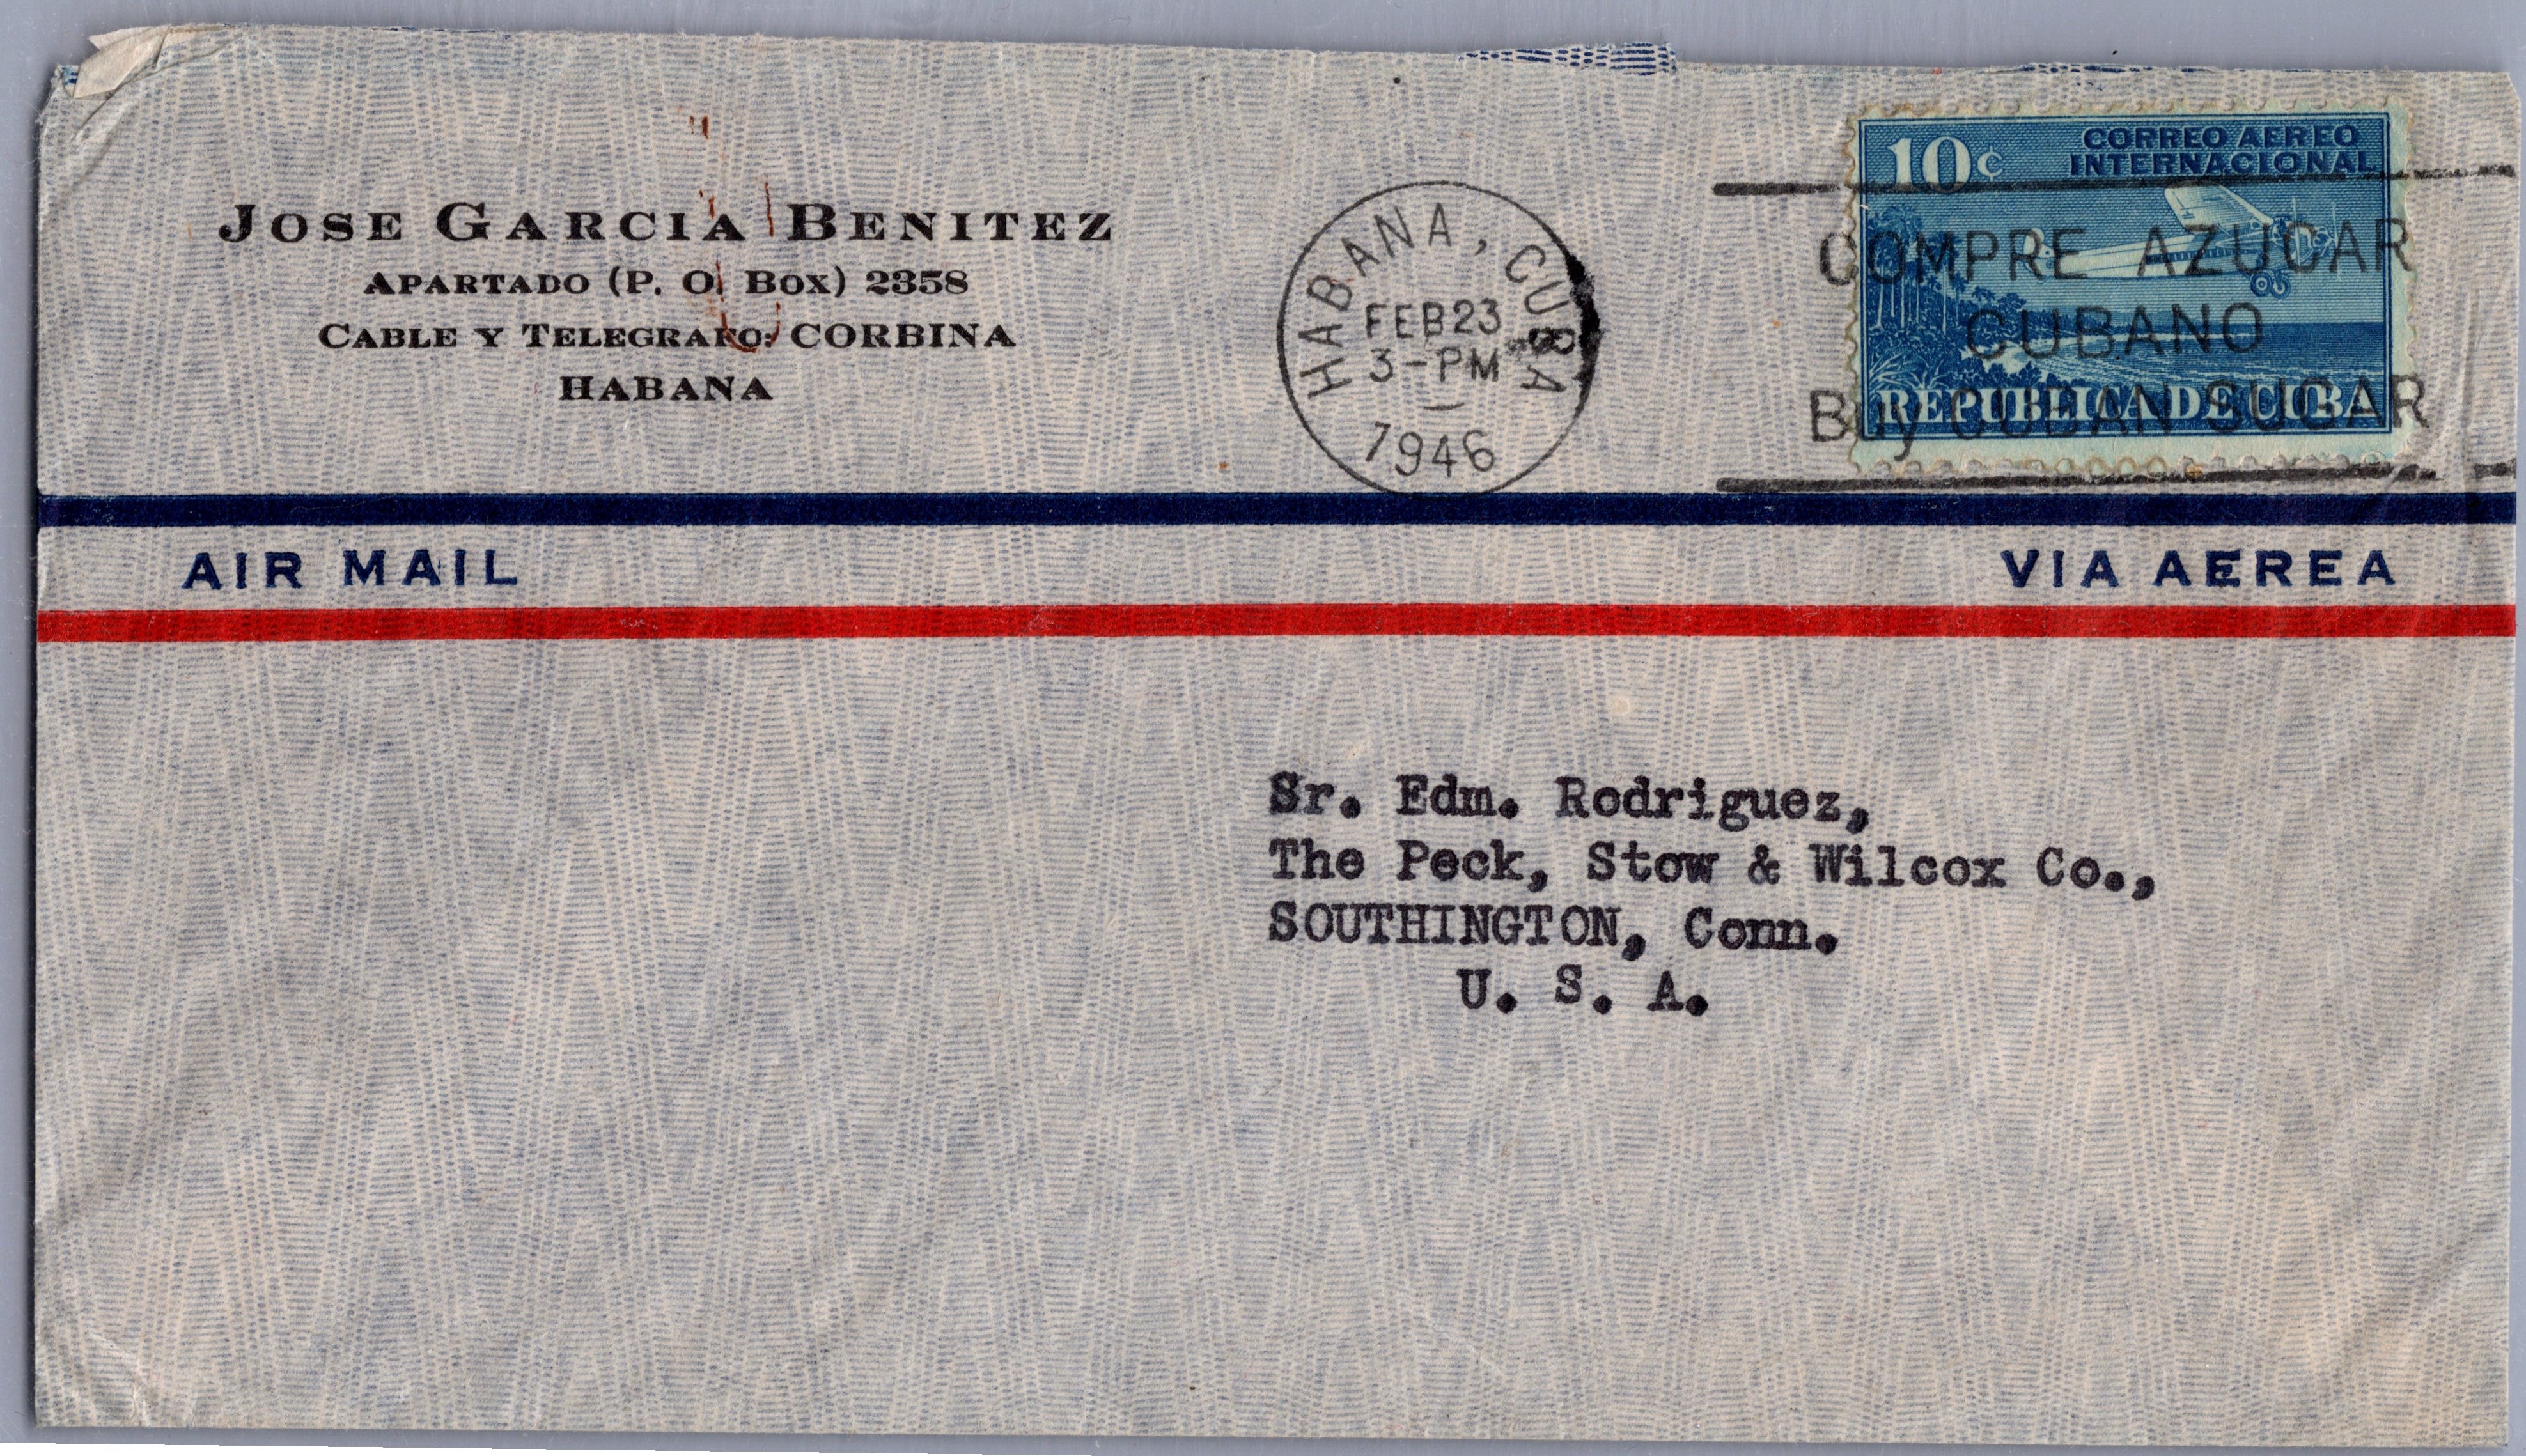 JOSE GARCIA BENITEZ
APARTADO (P. O. BOX) 2358
CABLE Y TELEGRAFO: CORBINA
HABANA
HABANA, CUBA
FEB 23
3-PM
1946
10¢
CORREO AEREO
INTERNACIONAL
REPUBLICA DE CUBA
COMPRE AZUCAR
CUBANO
Buy CUBAN SUGAR
AIR MAIL
VIA AEREA
Sr. Edm. Rodriguez,
The Peck, Stow & Wilcox Co.,
SOUTHINGTON, Conn.
U. S. A.